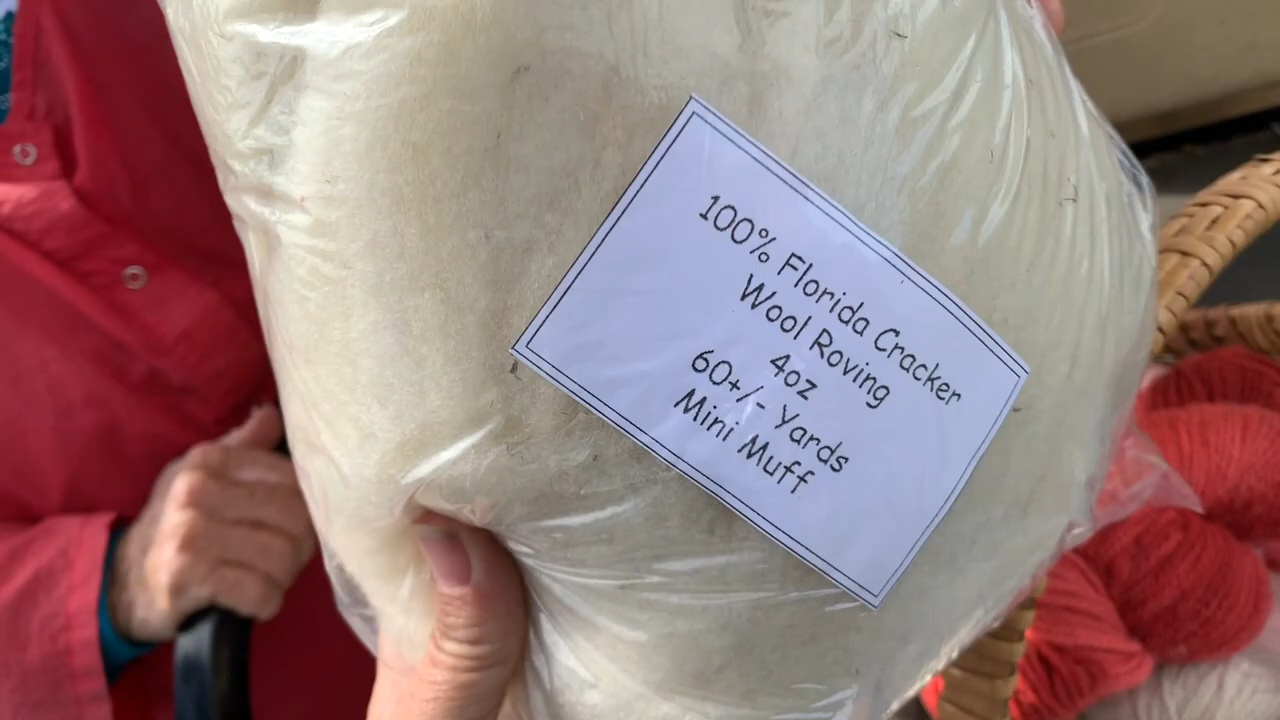 100% Florida Cracker
Wool Roving
4oz
60+/- Yards
Mini Muff